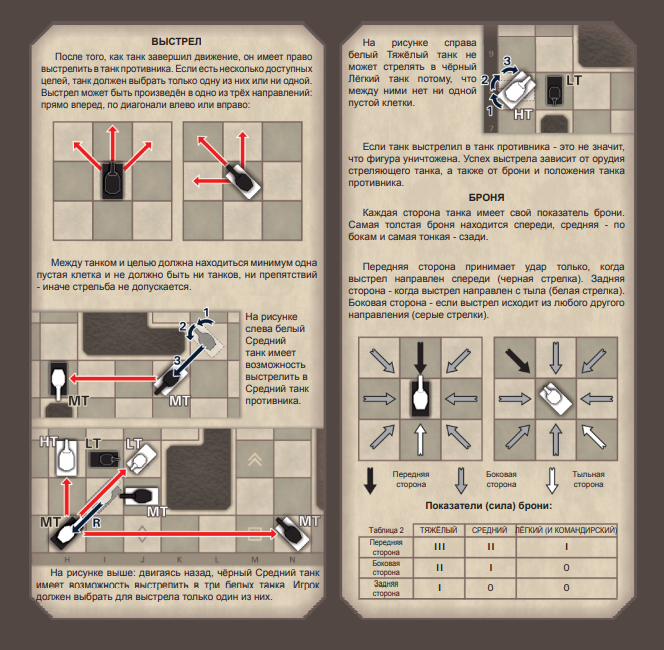 ВЫСТРЕЛ
После того, как танк завершил движение, он имеет право
выстрелить в танк противника. Если есть несколько доступных
целей, танк должен выбрать только одну из них или ни одной.
Выстрел может быть произведён в одно из трёх направлений:
прямо вперед, по диагонали влево или вправо:
Между танком и целью должна находиться минимум одна
пустая клетка и не должно быть ни танков, ни препятствий
- иначе стрельба не допускается.
1
2
3
MT
MT
На рисунке
слева белый
Средний
танк имеет
возможность
выстрелить в
Средний танк
противника.
HT
LT
LT
MT
MT
R
MT
H
I
J
K
L
M
N
На рисунке выше: двигаясь назад, чёрный Средний танк
имеет возможность выстрелить в три белых танка. Игрок
должен выбрать для выстрела только один из них.
На рисунке справа
белый Тяжёлый танк не
может стрелять в чёрный
Лёгкий танк потому, что
между ними нет ни одной
пустой клетки.
9
3
2
1
LT
HT
7
Если танк выстрелил в танк противника - это не значит,
что фигура уничтожена. Успех выстрела зависит от орудия
стреляющего танка, а также от брони и положения танка
противника.
БРОНЯ
Каждая сторона танка имеет свой показатель брони.
Самая толстая броня находится спереди, средняя - по
бокам и самая тонкая - сзади.
Передняя сторона принимает удар только, когда
выстрел направлен спереди (черная стрелка). Задняя
сторона - когда выстрел направлен с тыла (белая стрелка).
Боковая сторона - если выстрел исходит из любого другого
направления (серые стрелки).
Передняя
сторона
Боковая
сторона
Тыльная
сторона
Показатели (сила) брони:
Таблица 2 ТЯЖЁЛЫЙ СРЕДНИЙ ЛЁГКИЙ (И КОМАНДИРСКИЙ)
Передняя
сторона III II I
Боковая
сторона II I 0
Задняя
сторона I 0 0